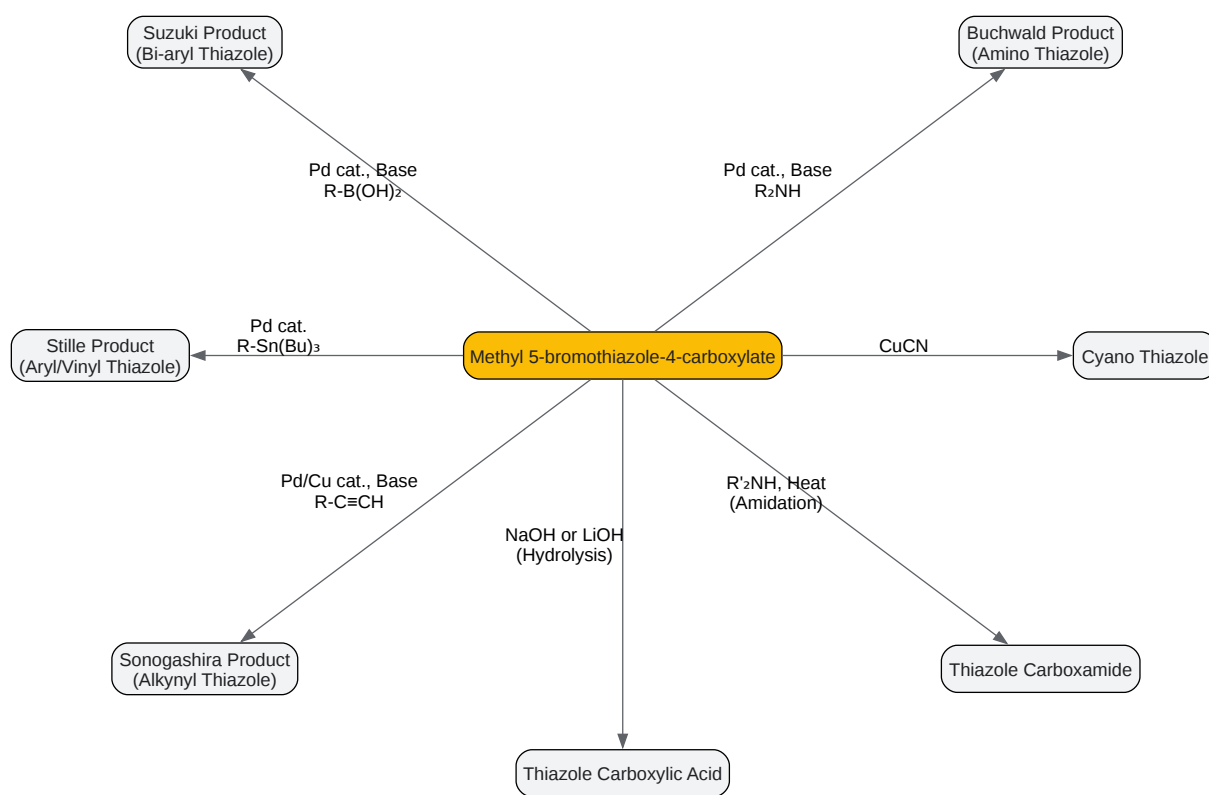 Suzuki Product
(Bi-aryl Thiazole)
Buchwald Product
(Amino Thiazole)
Pd cat., Base
R-B(OH)₂
Pd cat., Base
R₂NH
Stille Product
(Aryl/Vinyl Thiazole)
Pd cat.
R-Sn(Bu)₃
Methyl 5-bromothiazole-4-carboxylate
CuCN
Cyano Thiazole
Pd/Cu cat., Base
R-C≡CH
NaOH or LiOH
(Hydrolysis)
R'₂NH, Heat
(Amidation)
Sonogashira Product
(Alkynyl Thiazole)
Thiazole Carboxamide
Thiazole Carboxylic Acid